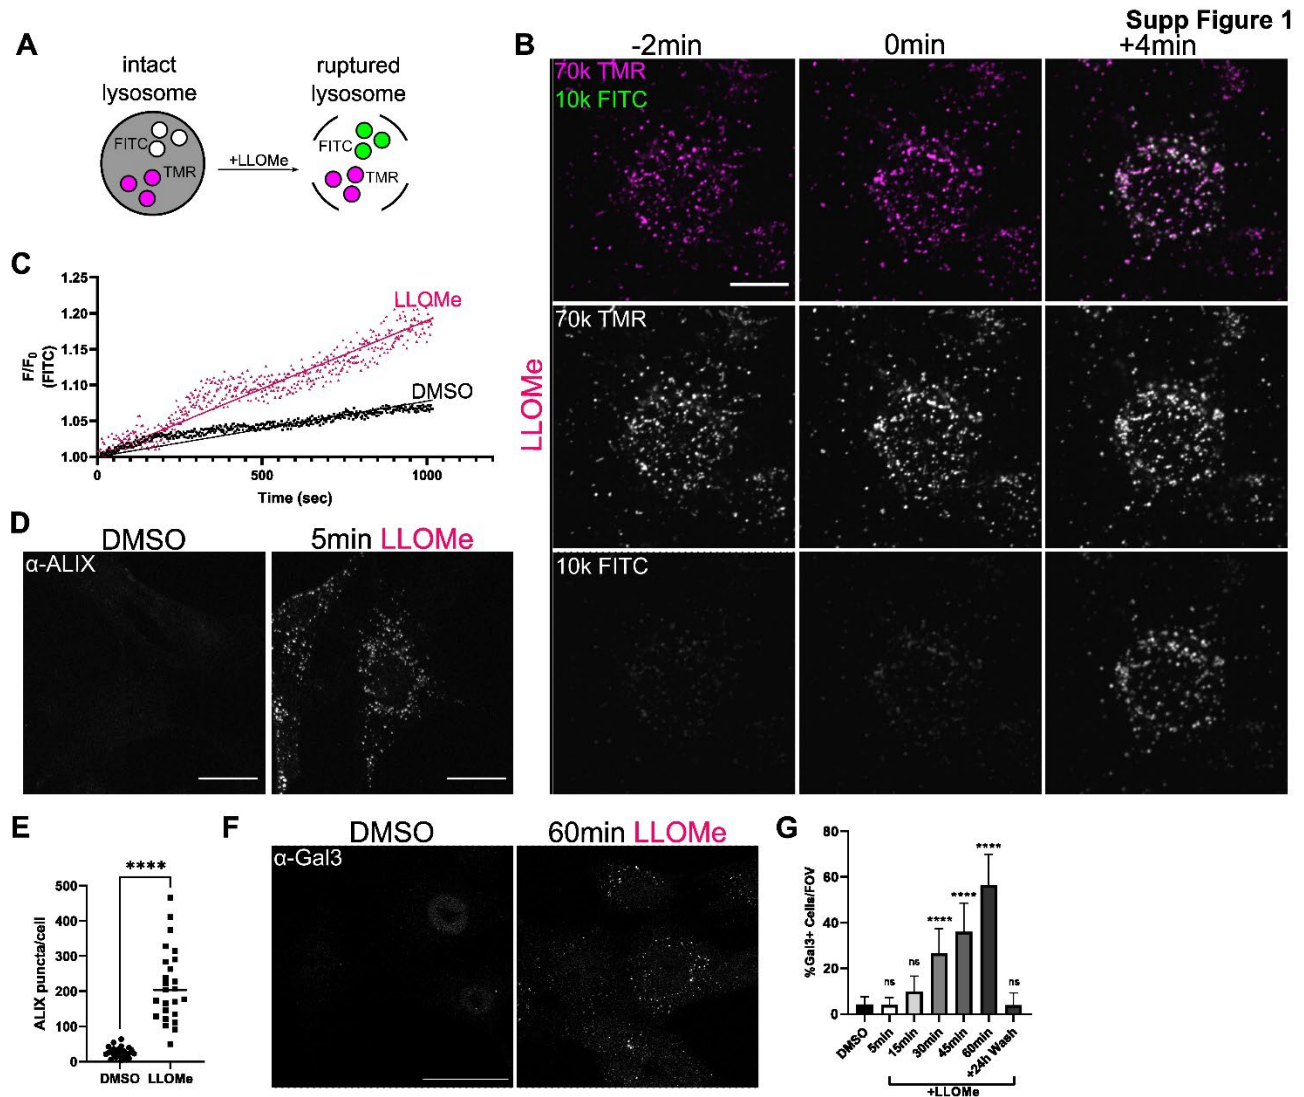 Supp Figure 1
A
intact
lysosome
ruptured
lysosome
FITC
TMR
+LLOMe
FITC
TMR
B
-2min
0min
+4min
70k TMR
10k FITC
70k TMR
10k FITC
LLOMe
C
1.25
1.20
1.15
1.10
1.05
1.00
F/F0
(FITC)
LLOMe
DMSO
0
500
1000
Time (sec)
D
DMSO
5min LLOMe
α-ALIX
E
****
500
400
300
200
100
0
ALIX puncta/cell
DMSO
LLOMe
F
DMSO
60min LLOMe
α-Gal3
G
80
60
40
20
0
%Gal3+ Cells/FOV
ns
ns
****
****
****
ns
DMSO
5min
15min
30min
45min
60min
+24h Wash
+LLOMe